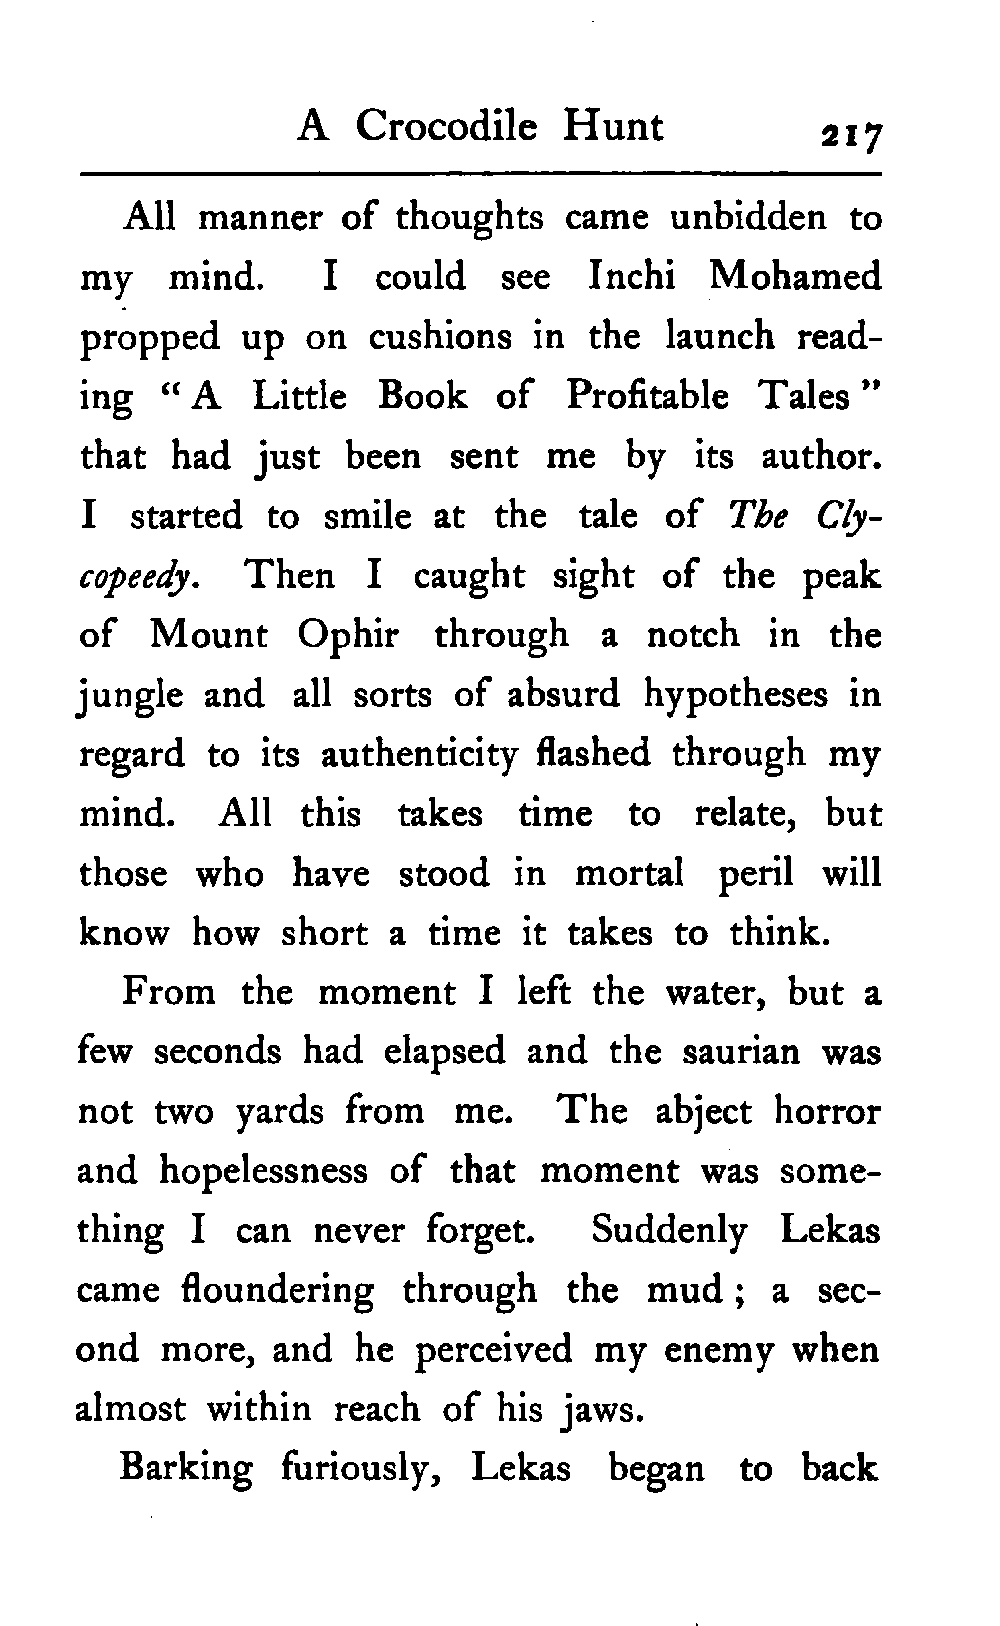 A Crocodile Hunt 217
All manner of thoughts came unbidden to
my mind. I could see Inchi Mohamed
propped up on cushions in the launch read-
ing “ A Little Book of Profitable Tales ”
that had just been sent me by its author.
I started to smile at the tale of The Cly-
copeedy. Then I caught sight of the peak
of Mount Ophir through a notch in the
jungle and all sorts of absurd hypotheses in
regard to its authenticity flashed through my
mind. All this takes time to relate, but
those who have stood in mortal peril will
know how short a time it takes to think.
From the moment I left the water, but a
few seconds had elapsed and the saurian was
not two yards from me. The abject horror
and hopelessness of that moment was some-
thing I can never forget. Suddenly Lekas
came floundering through the mud ; a sec-
ond more, and he perceived my enemy when
almost within reach of his jaws.
Barking furiously, Lekas began to back